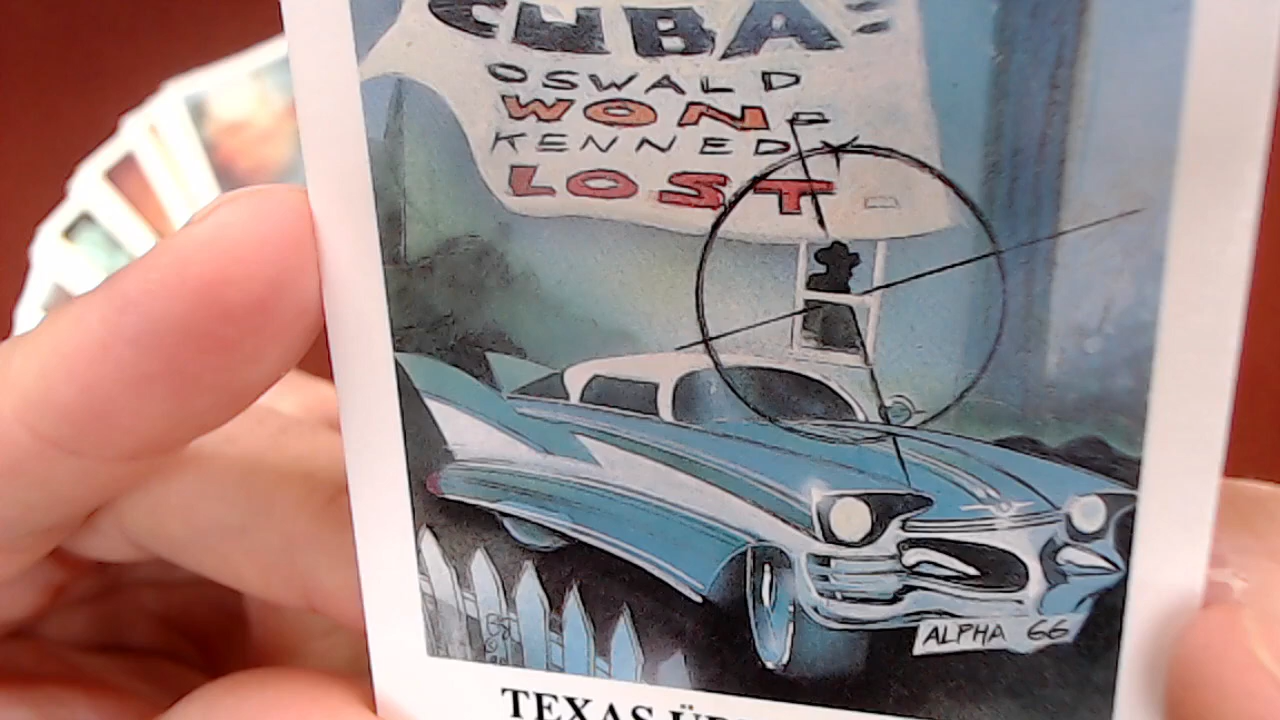 CUBA=
OSWALD
WON-
KENNEDY
LOST-
ALPHA 66
TEXAS